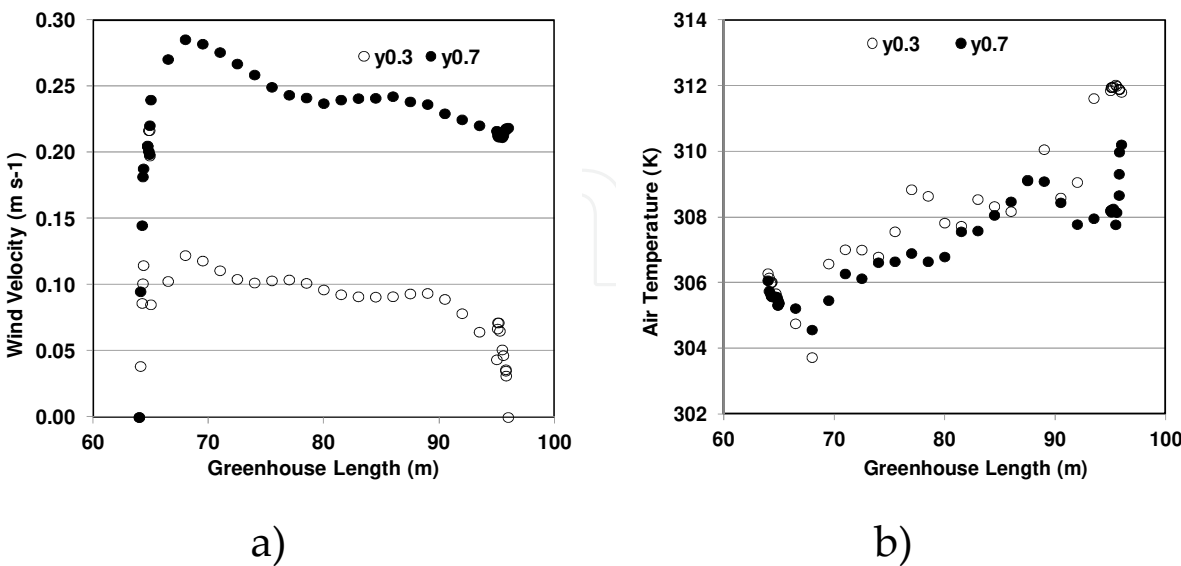 0.30
0.25
0.20
0.15
0.10
0.05
0.00
Wind Velocity (m s-1)
y0.3 y0.7
60 70 80 90 100
Greenhouse Length (m)
a)
314
312
310
308
306
304
302
Air Temperature (K)
y0.3 y0.7
60 70 80 90 100
Greenhouse Length (m)
b)